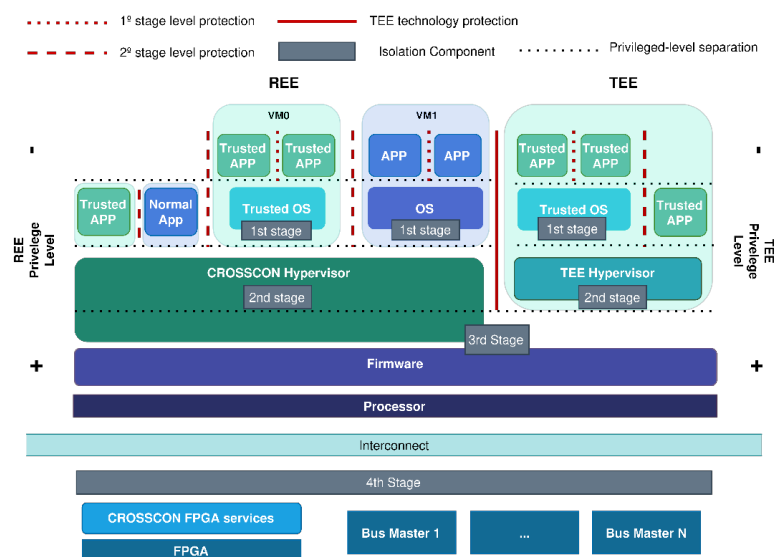 1º stage level protection
TEE technology protection
2º stage level protection
Isolation Component
Privileged-level separation
REE
TEE
VM0
VM1
-
-
Trusted
APP
Trusted
APP
APP
APP
Trusted
APP
Trusted
APP
Trusted
APP
Normal
App
Trusted OS
1st stage
OS
1st stage
Trusted OS
1st stage
Trusted
APP
REE
Privelege
Level
TEE
Privelege
Level
CROSSCON Hypervisor
2nd stage
TEE Hypervisor
2nd stage
3rd Stage
+
Firmware
+
Processor
Interconnect
4th Stage
CROSSCON FPGA services
FPGA
Bus Master 1
...
Bus Master N